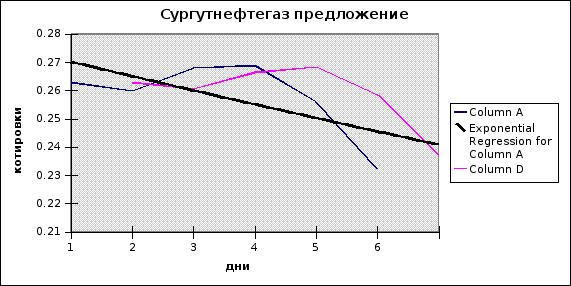 Сургутнефтегаз предложение
0.28
0.27
0.26
0.25
0.24
0.23
0.22
0.21
котировки
1 2 3 4 5 6
дни
Column A
Exponential
Regression for
Column A
Column D